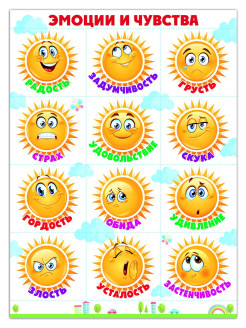 ЭМОЦИИ И ЧУВСТВА
РАДОСТЬ ЗАДУМЧИВОСТЬ ГРУСТЬ
СТРАХ УДОВОЛЬСТВИЕ СКУКА
ГОРДОСТЬ ОБИДА УДИВЛЕНИЕ
ЗЛОСТЬ УСТАЛОСТЬ ЗАСТЕНЧИВОСТЬ